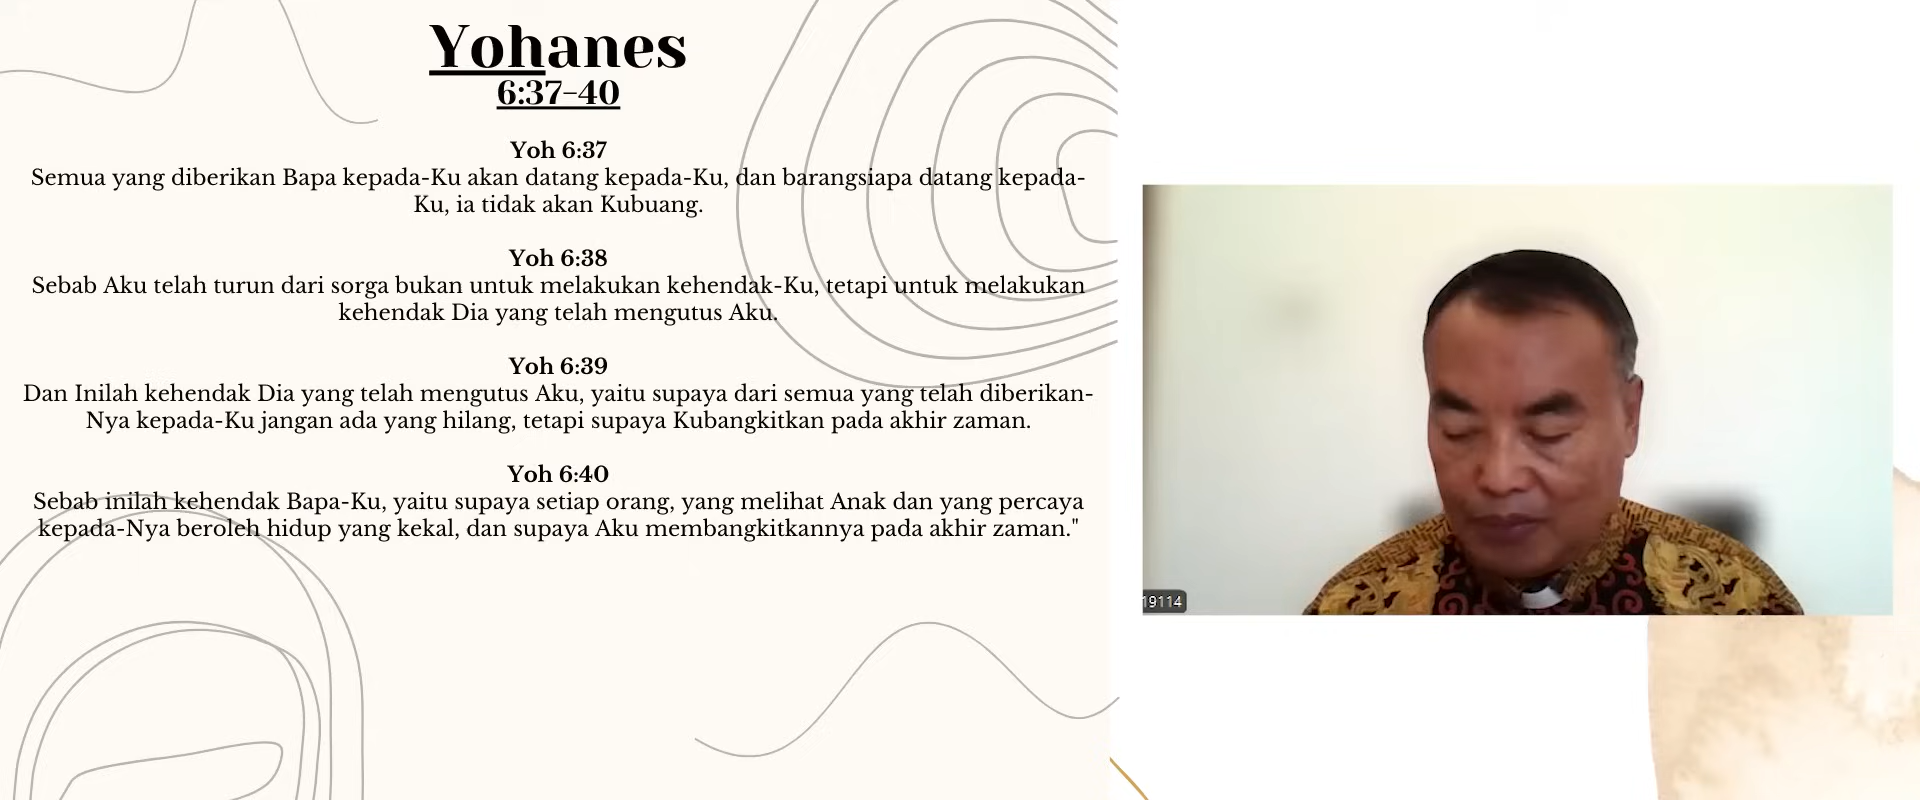 Yohanes
6:37-40
Yoh 6:37
Semua yang diberikan Bapa kepada-Ku akan datang kepada-Ku, dan barangsiapa datang kepada-
Ku, ia tidak akan Kubuang.
Yoh 6:38
Sebab Aku telah turun dari sorga bukan untuk melakukan kehendak-Ku, tetapi untuk melakukan
kehendak Dia yang telah mengutus Aku.
Yoh 6:39
Dan Inilah kehendak Dia yang telah mengutus Aku, yaitu supaya dari semua yang telah diberikan-
Nya kepada-Ku jangan ada yang hilang, tetapi supaya Kubangkitkan pada akhir zaman.
Yoh 6:40
Sebab inilah kehendak Bapa-Ku, yaitu supaya setiap orang, yang melihat Anak dan yang percaya
kepada-Nya beroleh hidup yang kekal, dan supaya Aku membangkitkannya pada akhir zaman."
19114